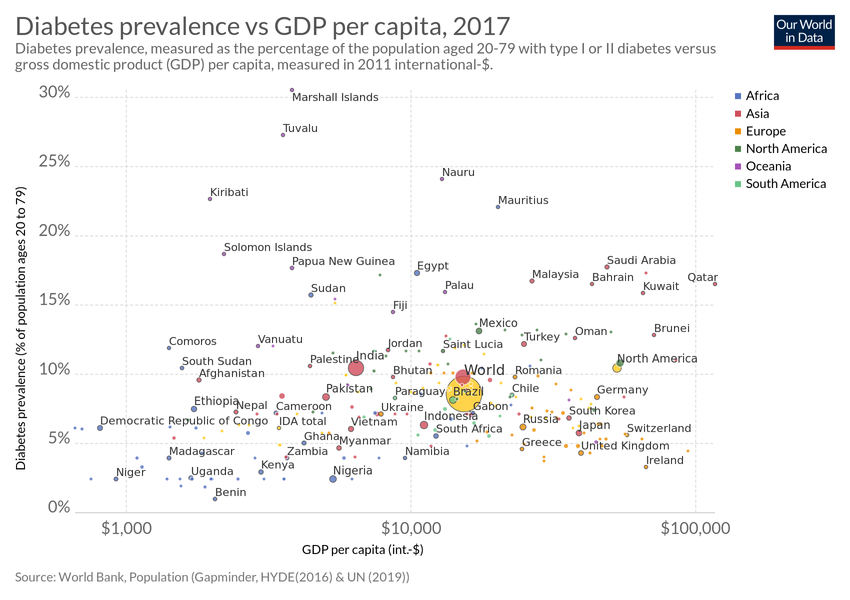 Diabetes prevalence vs GDP per capita, 2017
Our World
in Data
Diabetes prevalence, measured as the percentage of the population aged 20-79 with type I or II diabetes versus
gross domestic product (GDP) per capita, measured in 2011 international-$.
Diabetes prevalence (% of population ages 20 to 79)
30%
25%
20%
15%
10%
5%
0%
Marshall Islands
Tuvalu
Nauru
Kiribati
Mauritius
Solomon Islands
Papua New Guinea
Egypt
Saudi Arabia
Malaysia
Bahrain
Qatar
Sudan
Palau
Kuwait
Fiji
Mexico
Comoros
Vanuatu
Jordan
Saint Lucia
Turkey
Oman
Brunei
South Sudan
Palestine
India
North America
Afghanistan
Bhutan
World
Romania
Pakistan
Paraguay
Brazil
Chile
Germany
Ethiopia
Nepal
Cameroon
Ukraine
Gabon
South Korea
Democratic Republic of Congo
IDA total
Vietnam
Indonesia
Russia
Japan
Switzerland
Ghana
Myanmar
South Africa
Greece
United Kingdom
Madagascar
Zambia
Namibia
Ireland
Niger
Uganda
Kenya
Nigeria
Benin
$1,000
$10,000
$100,000
GDP per capita (int.-$)
Africa
Asia
Europe
North America
Oceania
South America
Source: World Bank, Population (Gapminder, HYDE(2016) & UN (2019))